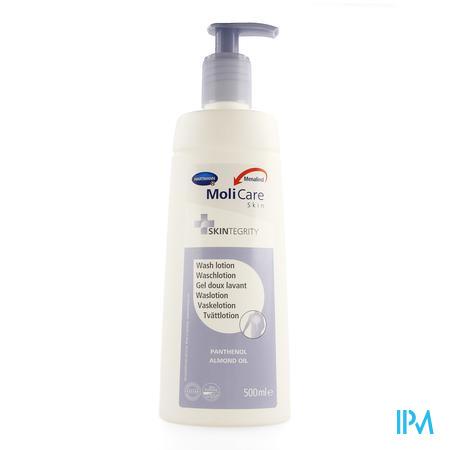 HARTMANN
Menalind
MoliCare
Skin
SKINTEGRITY
Wash lotion
Waschlotion
Gel doux lavant
Waslotion
Vaskelotion
Tvättlotion
PANTHENOL
ALMOND OIL
500 ml e
IPM